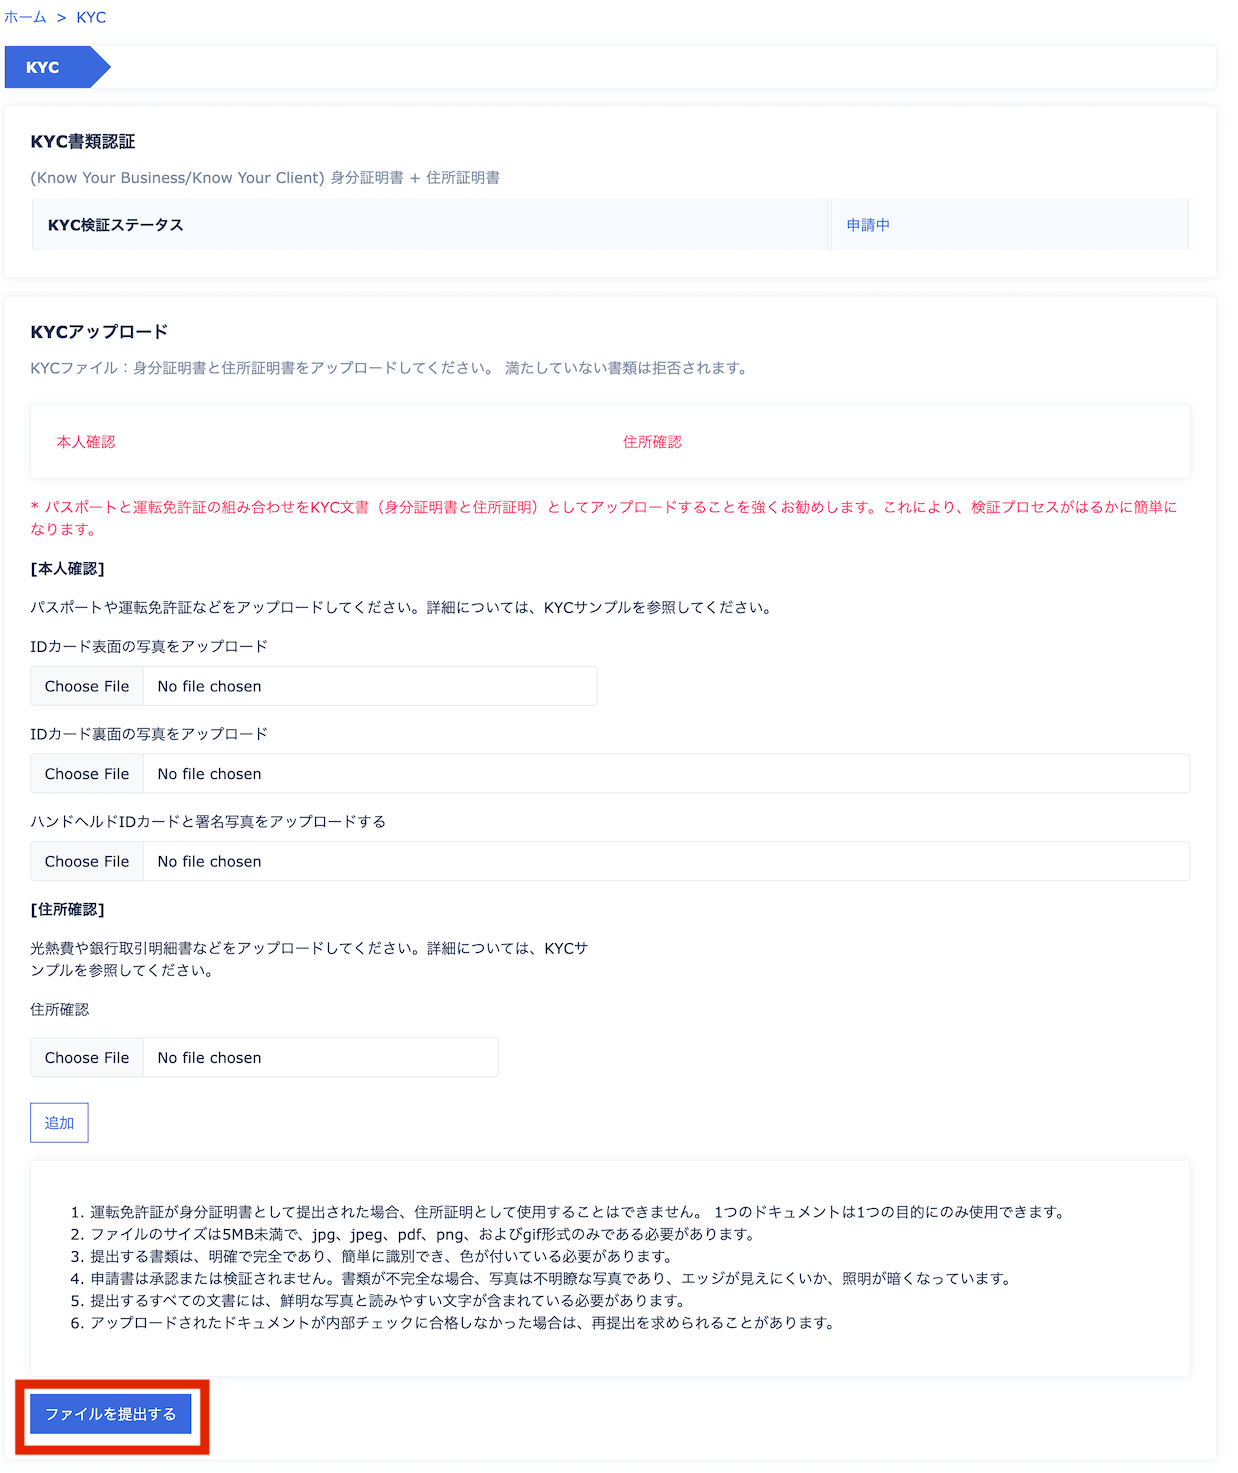 ホーム > KYC
KYC
KYC書類認証
(Know Your Business/Know Your Client) 身分証明書 + 住所証明書
KYC検証ステータス 申請中
KYCアップロード
KYCファイル：身分証明書と住所証明書をアップロードしてください。 満たしていない書類は拒否されます。
本人確認 住所確認
* パスポートと運転免許証の組み合わせをKYC文書（身分証明書と住所証明）としてアップロードすることを強くお勧めします。これにより、検証プロセスがはるかに簡単に
なります。
[本人確認]
パスポートや運転免許証などをアップロードしてください。詳細については、KYCサンプルを参照してください。
IDカード表面の写真をアップロード
Choose File No file chosen
IDカード裏面の写真をアップロード
Choose File No file chosen
ハンドヘルドIDカードと署名写真をアップロードする
Choose File No file chosen
[住所確認]
光熱費や銀行取引明細書などをアップロードしてください。詳細については、KYCサ
ンプルを参照してください。
住所確認
Choose File No file chosen
追加
1. 運転免許証が身分証明書として提出された場合、住所証明として使用することはできません。 1つのドキュメントは1つの目的にのみ使用できます。
2. ファイルのサイズは5MB未満で、jpg、jpeg、pdf、png、およびgif形式のみである必要があります。
3. 提出する書類は、明確で完全であり、簡単に識別でき、色が付いている必要があります。
4. 申請書は承認または検証されません。書類が不完全な場合、写真は不明瞭な写真であり、エッジが見えにくいか、照明が暗くなっています。
5. 提出するすべての文書には、鮮明な写真と読みやすい文字が含まれている必要があります。
6. アップロードされたドキュメントが内部チェックに合格しなかった場合は、再提出を求められることがあります。
ファイルを提出する